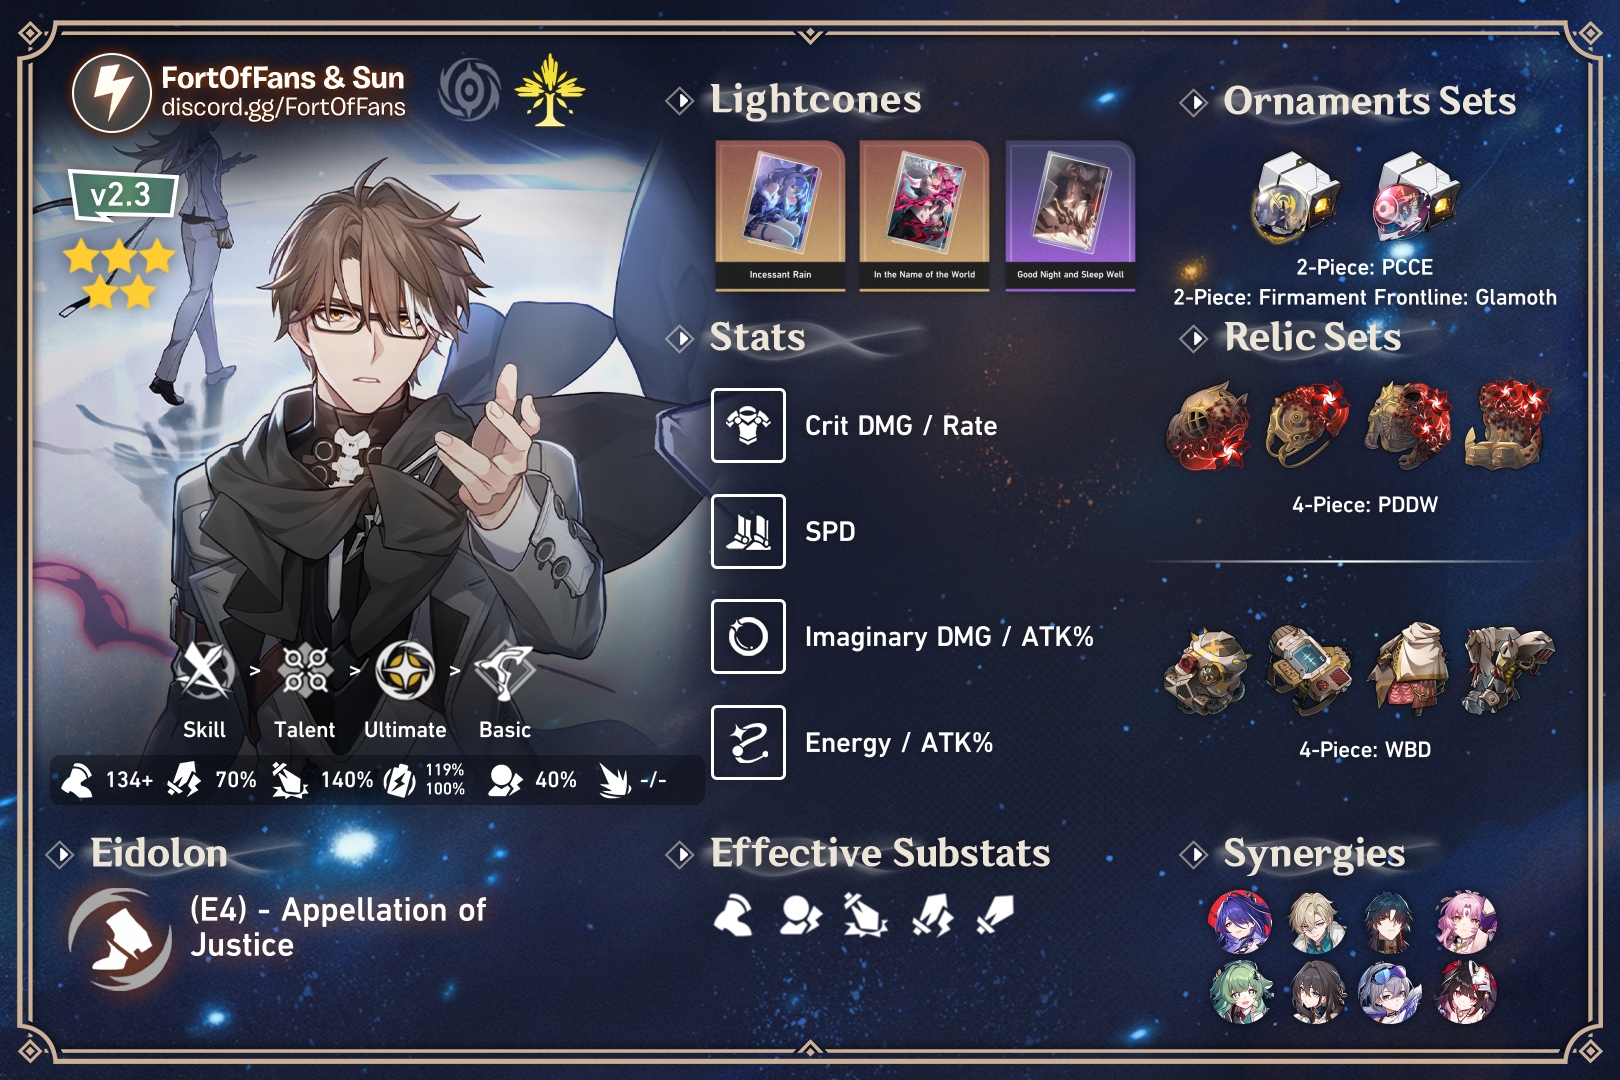 FortOfFans & Sun
discord.gg/FortOfFans
v2.3
Skill > Talent > Ultimate > Basic
134+ 70% 140% 119% 100% 40% -/-
Eidolon
(E4) - Appellation of
Justice
Lightcones
Incessant Rain
In the Name of the World
Good Night and Sleep Well
Stats
Crit DMG / Rate
SPD
Imaginary DMG / ATK%
Energy / ATK%
Effective Substats
Ornaments Sets
2-Piece: PCCE
2-Piece: Firmament Frontline: Glamoth
Relic Sets
4-Piece: PDDW
4-Piece: WBD
Synergies